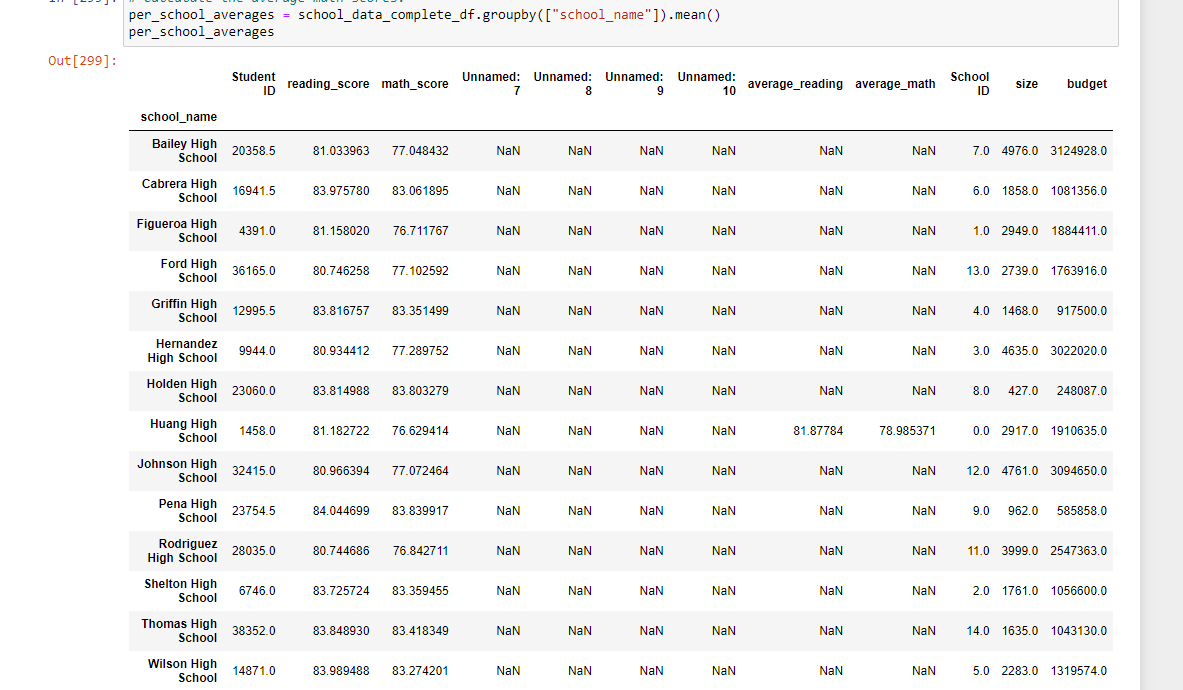 In [299]: # Calculate the average math scores.
per_school_averages = school_data_complete_df.groupby(["school_name"]).mean()
per_school_averages
Out[299]:
Student ID reading_score math_score Unnamed: 7 Unnamed: 8 Unnamed: 9 Unnamed: 10 average_reading average_math School ID size budget
school_name
Bailey High School 20358.5 81.033963 77.048432 NaN NaN NaN NaN NaN NaN 7.0 4976.0 3124928.0
Cabrera High School 16941.5 83.975780 83.061895 NaN NaN NaN NaN NaN NaN 6.0 1858.0 1081356.0
Figueroa High School 4391.0 81.158020 76.711767 NaN NaN NaN NaN NaN NaN 1.0 2949.0 1884411.0
Ford High School 36165.0 80.746258 77.102592 NaN NaN NaN NaN NaN NaN 13.0 2739.0 1763916.0
Griffin High School 12995.5 83.816757 83.351499 NaN NaN NaN NaN NaN NaN 4.0 1468.0 917500.0
Hernandez High School 9944.0 80.934412 77.289752 NaN NaN NaN NaN NaN NaN 3.0 4635.0 3022020.0
Holden High School 23060.0 83.814988 83.803279 NaN NaN NaN NaN NaN NaN 8.0 427.0 248087.0
Huang High School 1458.0 81.182722 76.629414 NaN NaN NaN NaN 81.87784 78.985371 0.0 2917.0 1910635.0
Johnson High School 32415.0 80.966394 77.072464 NaN NaN NaN NaN NaN NaN 12.0 4761.0 3094650.0
Pena High School 23754.5 84.044699 83.839917 NaN NaN NaN NaN NaN NaN 9.0 962.0 585858.0
Rodriguez High School 28035.0 80.744686 76.842711 NaN NaN NaN NaN NaN NaN 11.0 3999.0 2547363.0
Shelton High School 6746.0 83.725724 83.359455 NaN NaN NaN NaN NaN NaN 2.0 1761.0 1056600.0
Thomas High School 38352.0 83.848930 83.418349 NaN NaN NaN NaN NaN NaN 14.0 1635.0 1043130.0
Wilson High School 14871.0 83.989488 83.274201 NaN NaN NaN NaN NaN NaN 5.0 2283.0 1319574.0